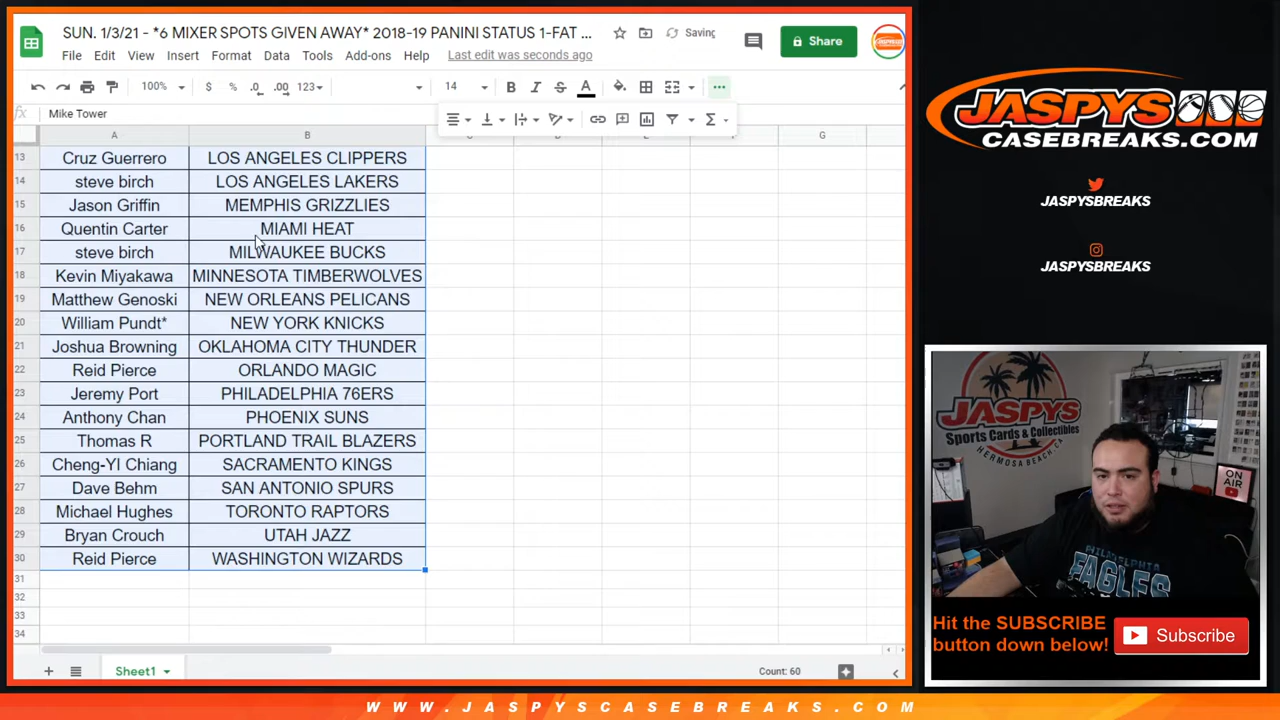 SUN. 1/3/21 - *6 MIXER SPOTS GIVEN AWAY* 2018-19 PANINI STATUS 1-FAT ...
Saving
Share
File Edit View Insert Format Data Tools Add-ons Help Last edit was seconds ago
100% $ % .0 .00 123 14 B I S A
fx Mike Tower
A B G
13 Cruz Guerrero LOS ANGELES CLIPPERS
14 steve birch LOS ANGELES LAKERS
15 Jason Griffin MEMPHIS GRIZZLIES
16 Quentin Carter MIAMI HEAT
17 steve birch MILWAUKEE BUCKS
18 Kevin Miyakawa MINNESOTA TIMBERWOLVES
19 Matthew Genoski NEW ORLEANS PELICANS
20 William Pundt* NEW YORK KNICKS
21 Joshua Browning OKLAHOMA CITY THUNDER
22 Reid Pierce ORLANDO MAGIC
23 Jeremy Port PHILADELPHIA 76ERS
24 Anthony Chan PHOENIX SUNS
25 Thomas R PORTLAND TRAIL BLAZERS
26 Cheng-YI Chiang SACRAMENTO KINGS
27 Dave Behm SAN ANTONIO SPURS
28 Michael Hughes TORONTO RAPTORS
29 Bryan Crouch UTAH JAZZ
30 Reid Pierce WASHINGTON WIZARDS
31
32
33
34
Sheet1
Count: 60
JASPYS
CASEBREAKS.COM
JASPYSBREAKS
JASPYSBREAKS
JASPYS
Sports Cards & Collectibles
HERMOSA BEACH, CA
ON AIR
PHILADELPHIA
EAGLES
Hit the SUBSCRIBE
button down below!
Subscribe
WWW.JASPYSCASEBREAKS.COM